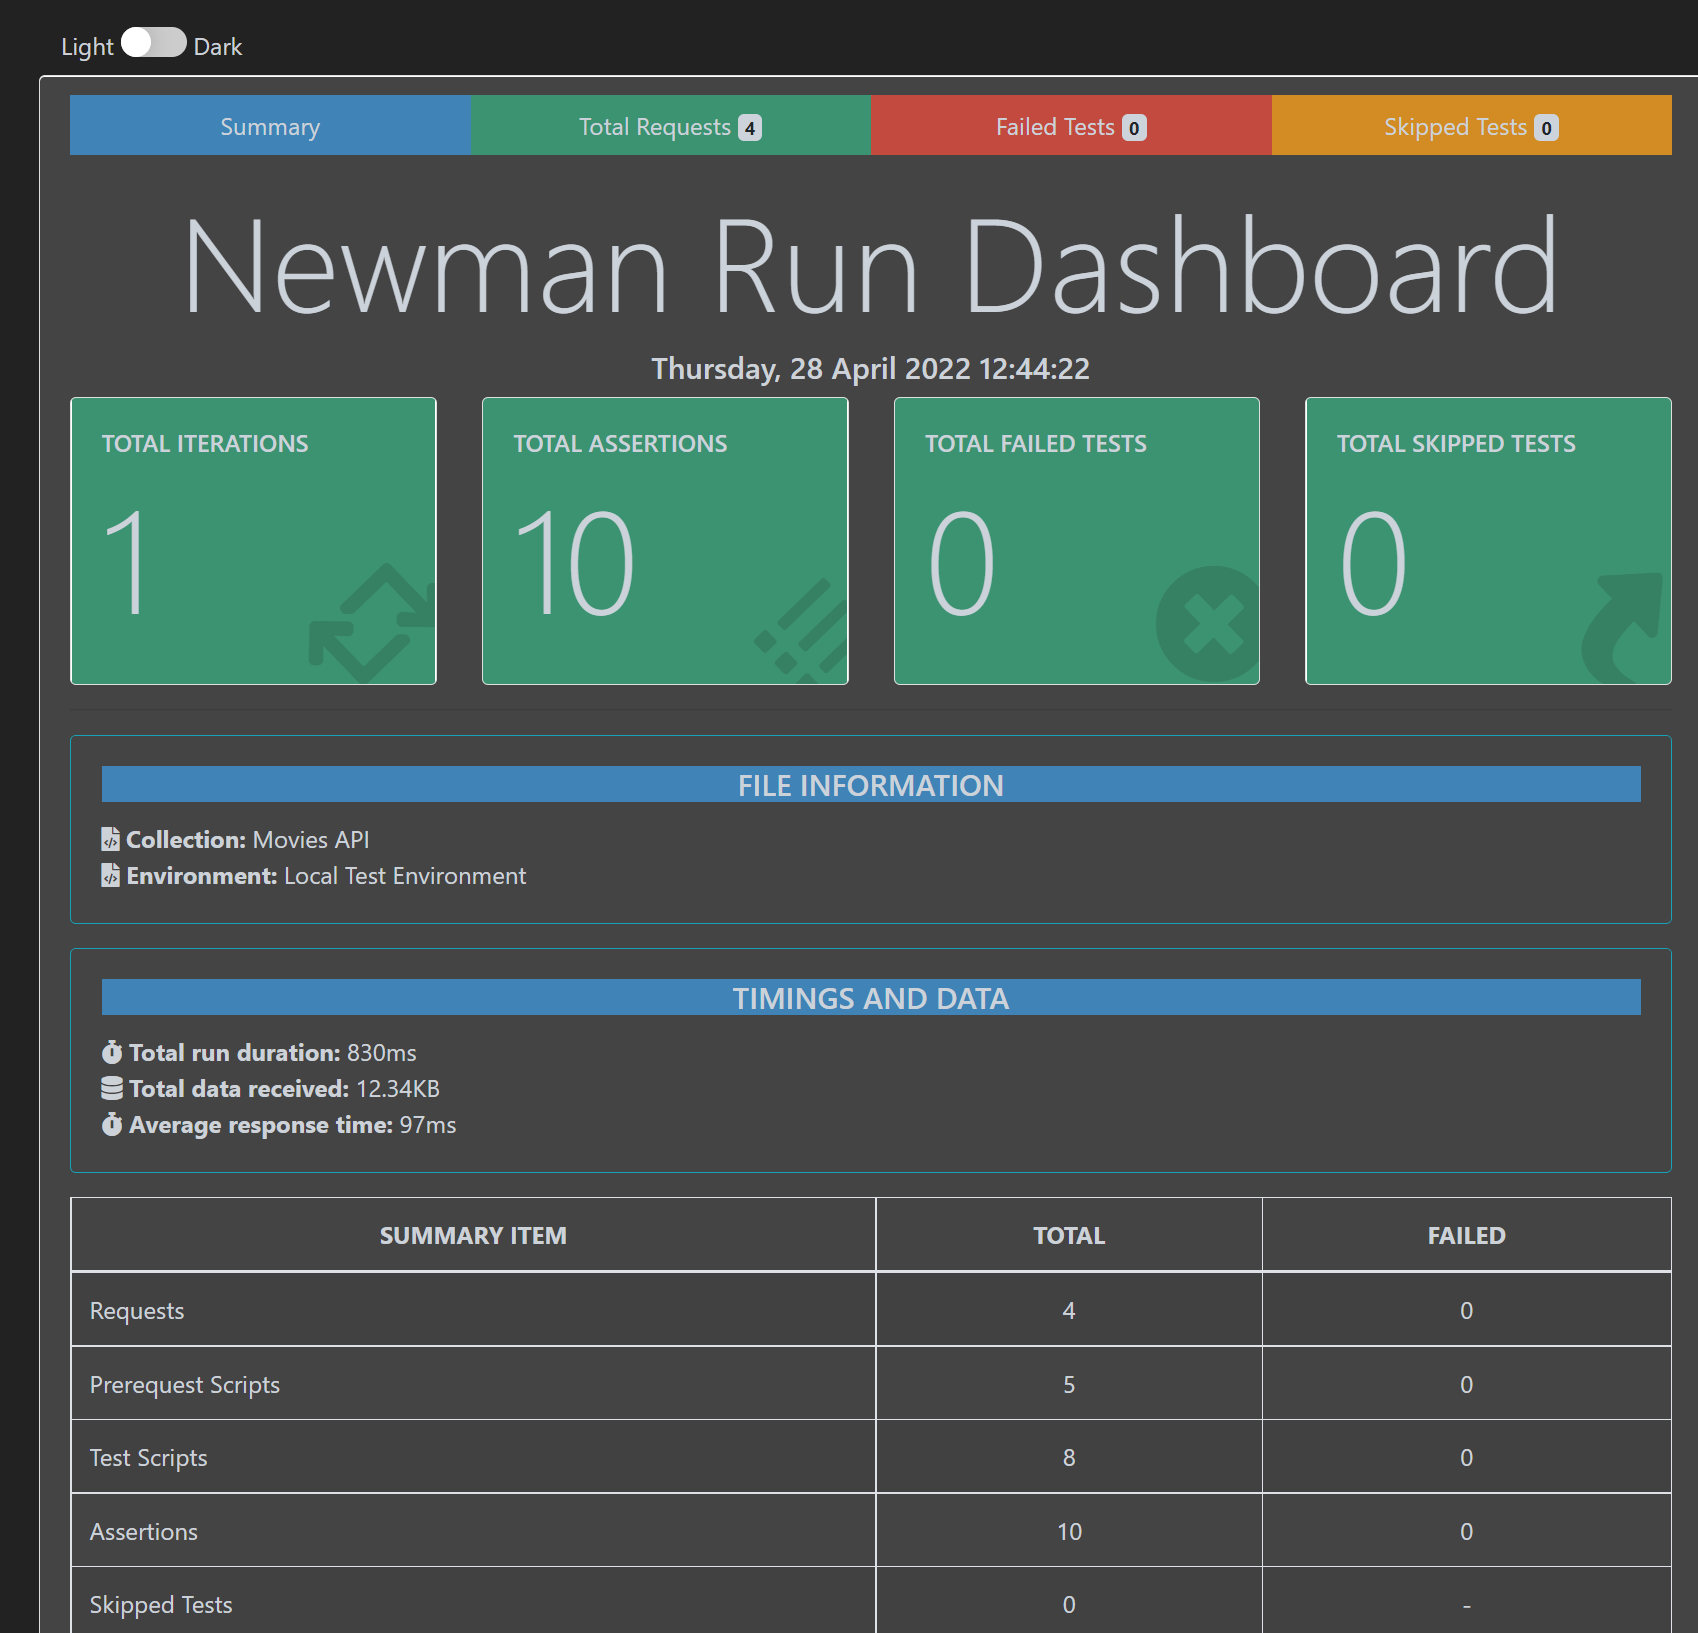 Light Dark
Summary Total Requests 4 Failed Tests 0 Skipped Tests 0
Newman Run Dashboard
Thursday, 28 April 2022 12:44:22
TOTAL ITERATIONS TOTAL ASSERTIONS TOTAL FAILED TESTS TOTAL SKIPPED TESTS
1 10 0 0
FILE INFORMATION
Collection: Movies API
Environment: Local Test Environment
TIMINGS AND DATA
Total run duration: 830ms
Total data received: 12.34KB
Average response time: 97ms
SUMMARY ITEM TOTAL FAILED
Requests 4 0
Prerequest Scripts 5 0
Test Scripts 8 0
Assertions 10 0
Skipped Tests 0 -